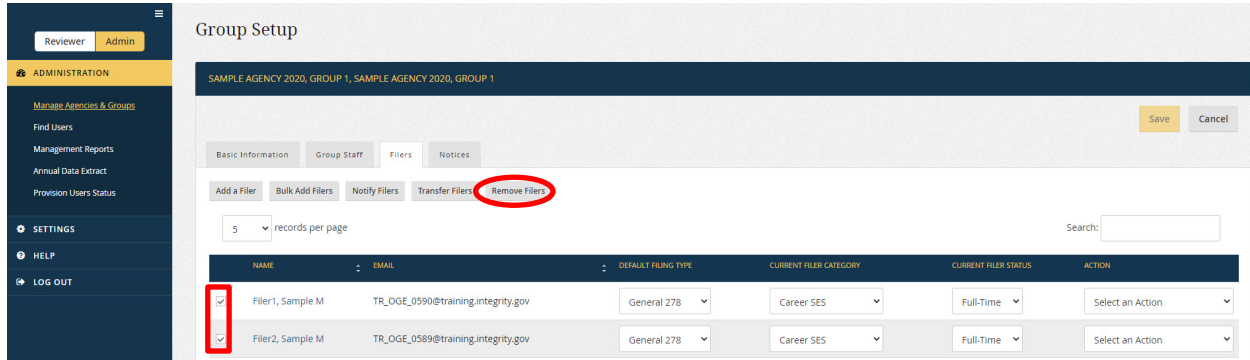 Reviewer Admin
ADMINISTRATION
Manage Agencies & Groups
Find Users
Management Reports
Annual Data Extract
Provision Users Status
SETTINGS
HELP
LOG OUT
Group Setup
SAMPLE AGENCY 2020, GROUP 1, SAMPLE AGENCY 2020, GROUP 1
Save Cancel
Basic Information Group Staff Filers Notices
Add a Filer Bulk Add Filers Notify Filers Transfer Filers Remove Filers
5 records per page Search:
NAME EMAIL DEFAULT FILING TYPE CURRENT FILER CATEGORY CURRENT FILER STATUS ACTION
Filer1, Sample M TR_OGE_0590@training.integrity.gov General 278 Career SES Full-Time Select an Action
Filer2, Sample M TR_OGE_0589@training.integrity.gov General 278 Career SES Full-Time Select an Action